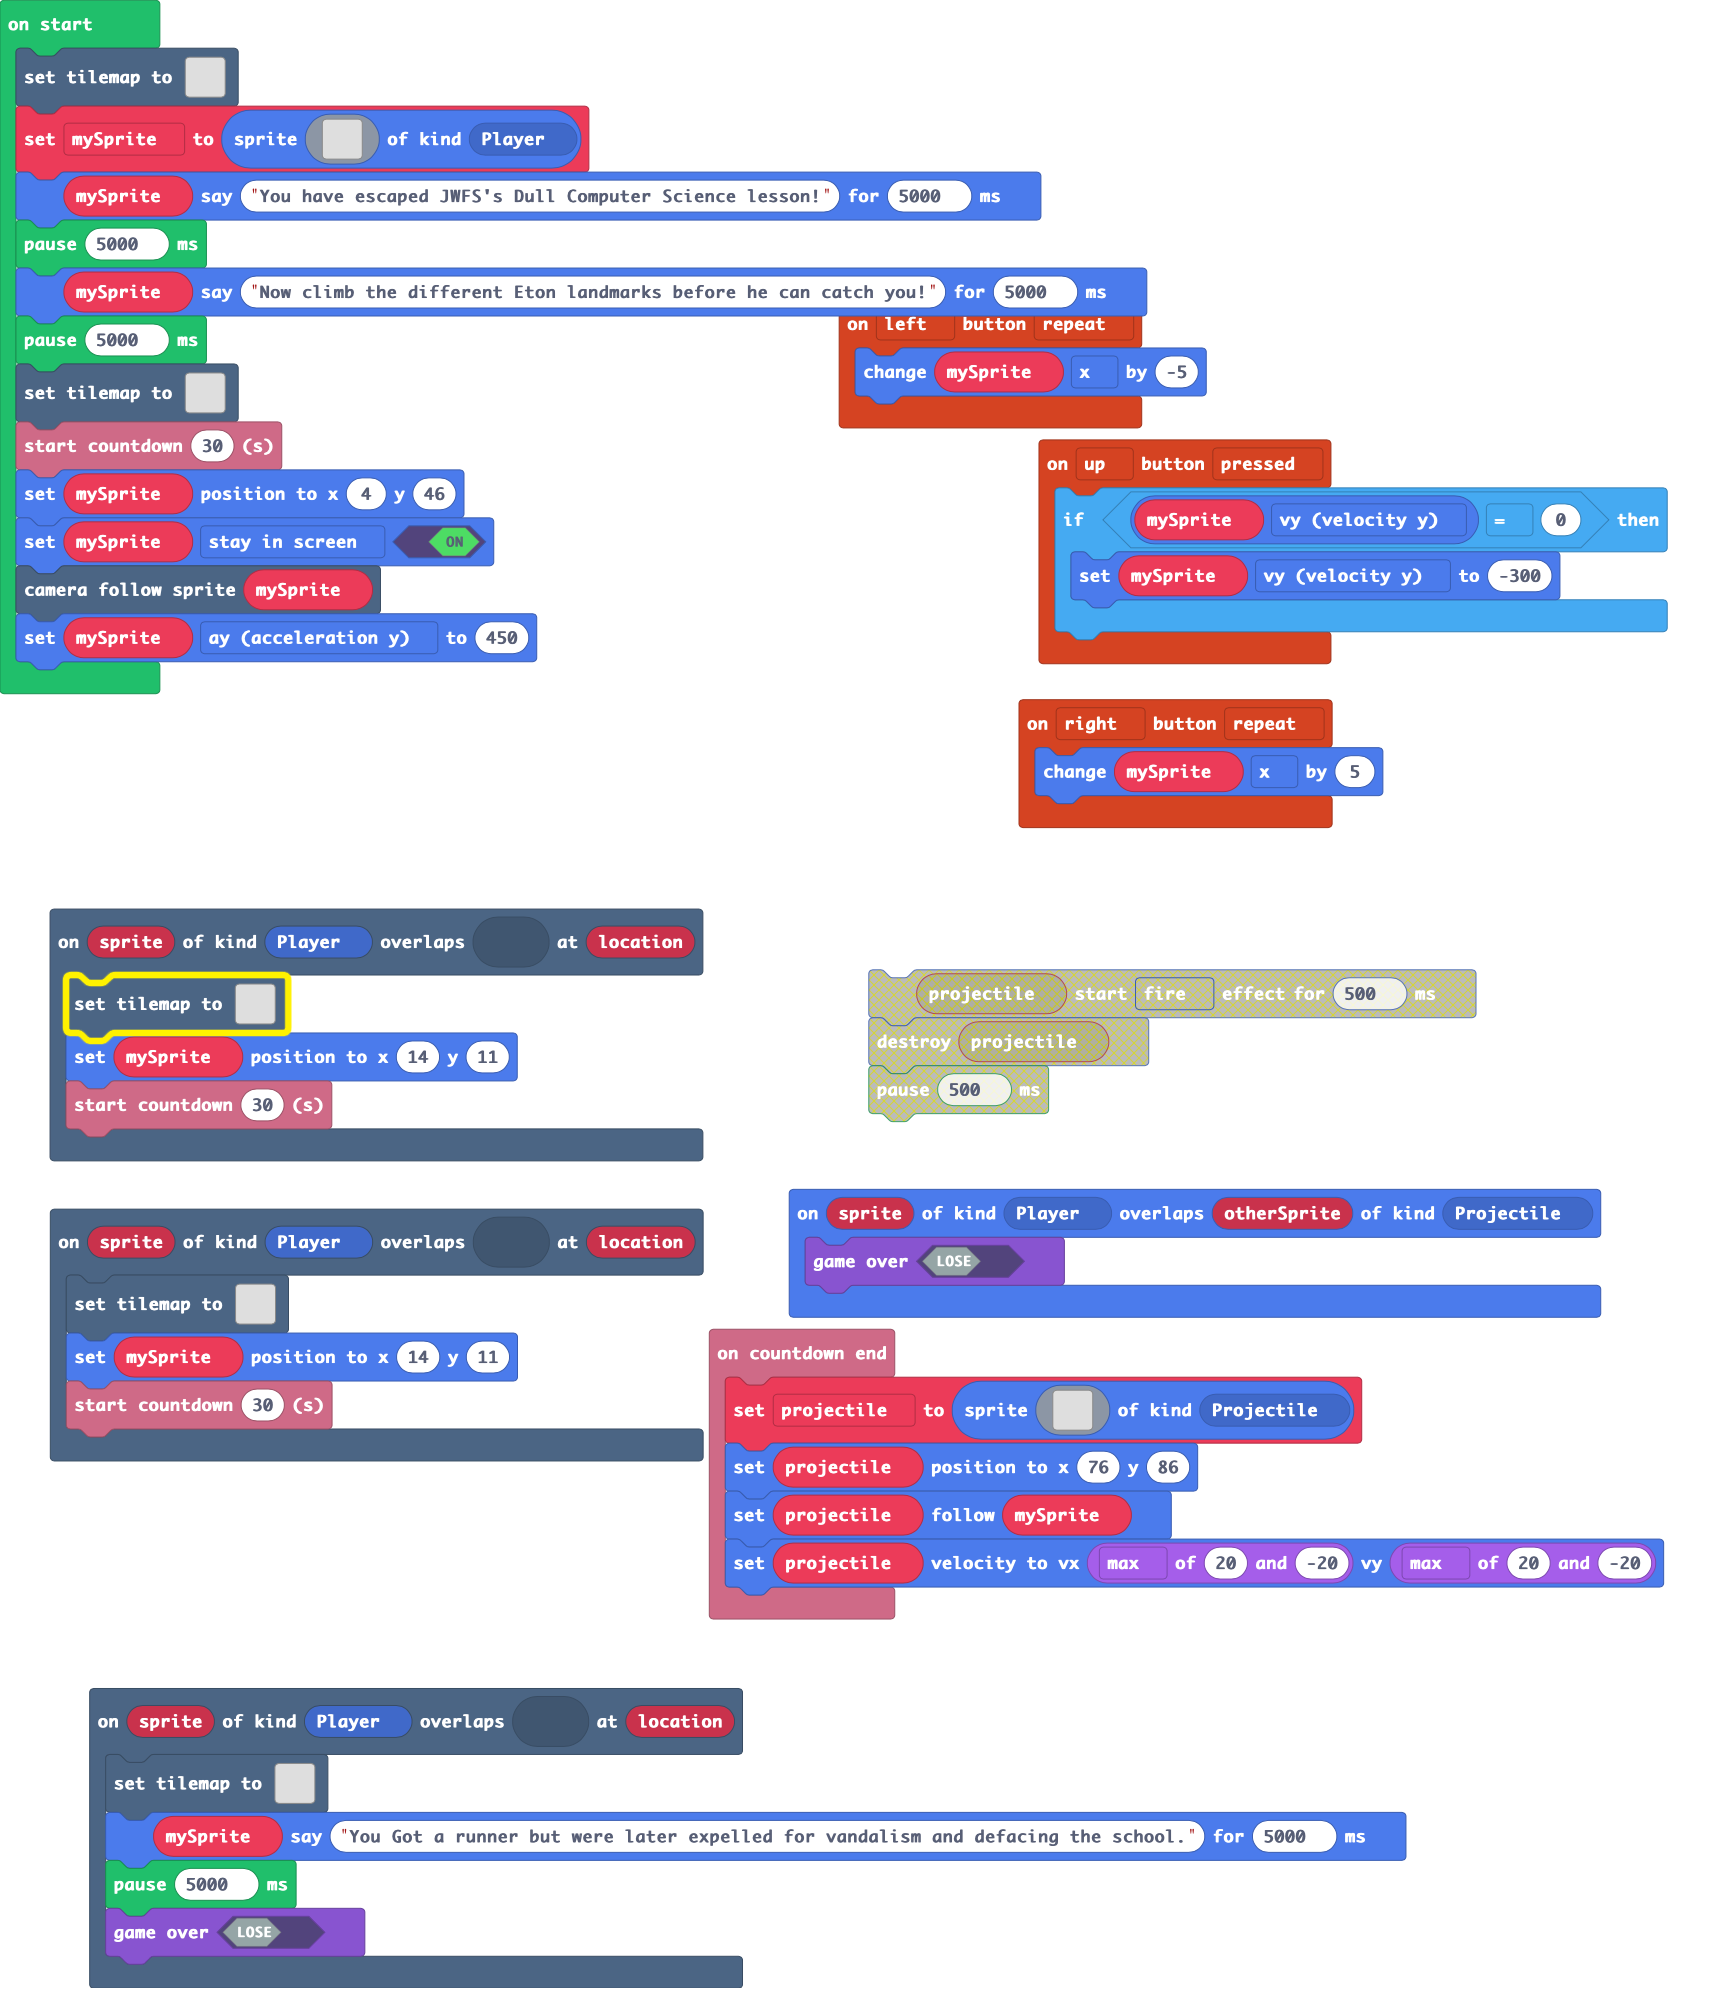 on start
set tilemap to
set mySprite to sprite of kind Player
mySprite say "You have escaped JWFS's Dull Computer Science lesson!" for 5000 ms
pause 5000 ms
mySprite say "Now climb the different Eton landmarks before he can catch you!" for 5000 ms
pause 5000 ms
set tilemap to
start countdown 30 (s)
set mySprite position to x 4 y 46
set mySprite stay in screen ON
camera follow sprite mySprite
set mySprite ay (acceleration y) to 450
on left button repeat
change mySprite x by -5
on up button pressed
if mySprite vy (velocity y) = 0 then
set mySprite vy (velocity y) to -300
on right button repeat
change mySprite x by 5
on sprite of kind Player overlaps at location
set tilemap to
set mySprite position to x 14 y 11
start countdown 30 (s)
projectile start fire effect for 500 ms
destroy projectile
pause 500 ms
on sprite of kind Player overlaps at location
set tilemap to
set mySprite position to x 14 y 11
start countdown 30 (s)
on sprite of kind Player overlaps otherSprite of kind Projectile
game over LOSE
on countdown end
set projectile to sprite of kind Projectile
set projectile position to x 76 y 86
set projectile follow mySprite
set projectile velocity to vx max of 20 and -20 vy max of 20 and -20
on sprite of kind Player overlaps at location
set tilemap to
mySprite say "You Got a runner but were later expelled for vandalism and defacing the school." for 5000 ms
pause 5000 ms
game over LOSE